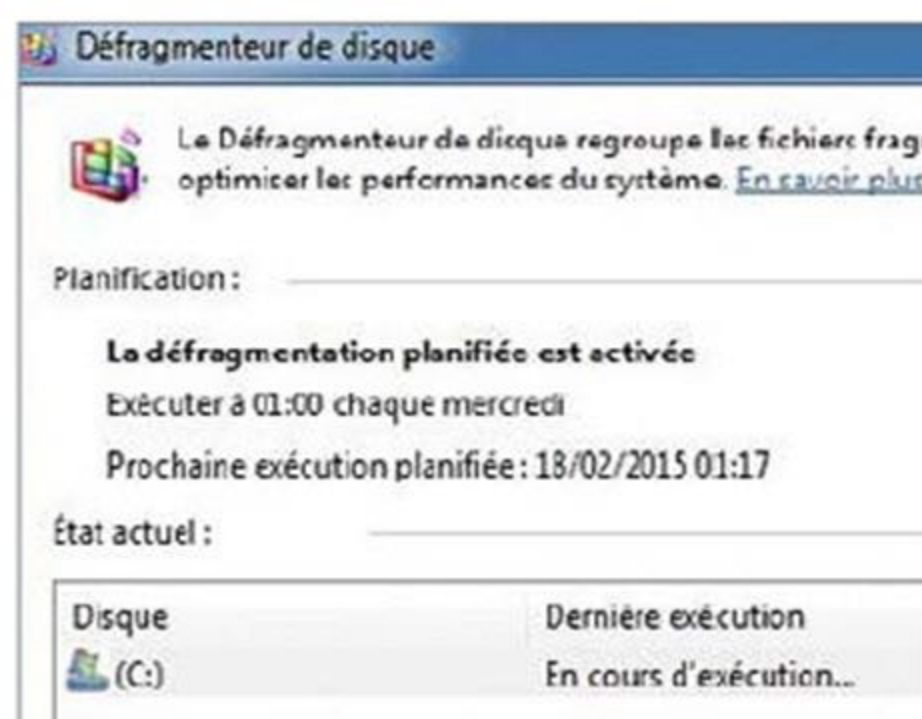 Défragmenteur de disque
Le Défragmenteur de disque regroupe les fichiers frag
optimiser les performances du système. En savoir plus
Planification :
La défragmentation planifiée est activée
Exécuter à 01:00 chaque mercredi
Prochaine exécution planifiée : 18/02/2015 01:17
État actuel :
Disque Dernière exécution
(C:) En cours d'exécution...